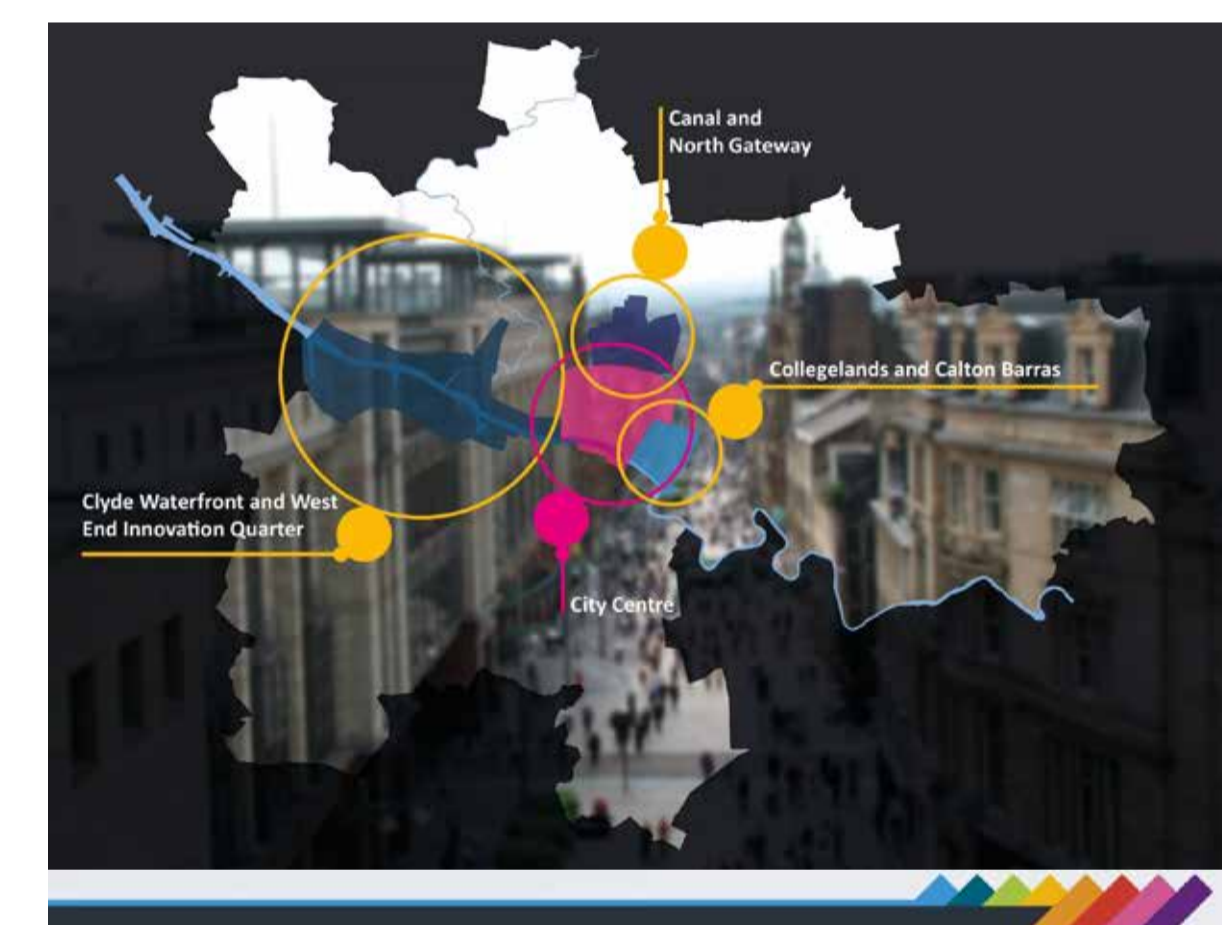 Canal and
North Gateway
Collegelands and Calton Barras
Clyde Waterfront and West
End Innovation Quarter
City Centre